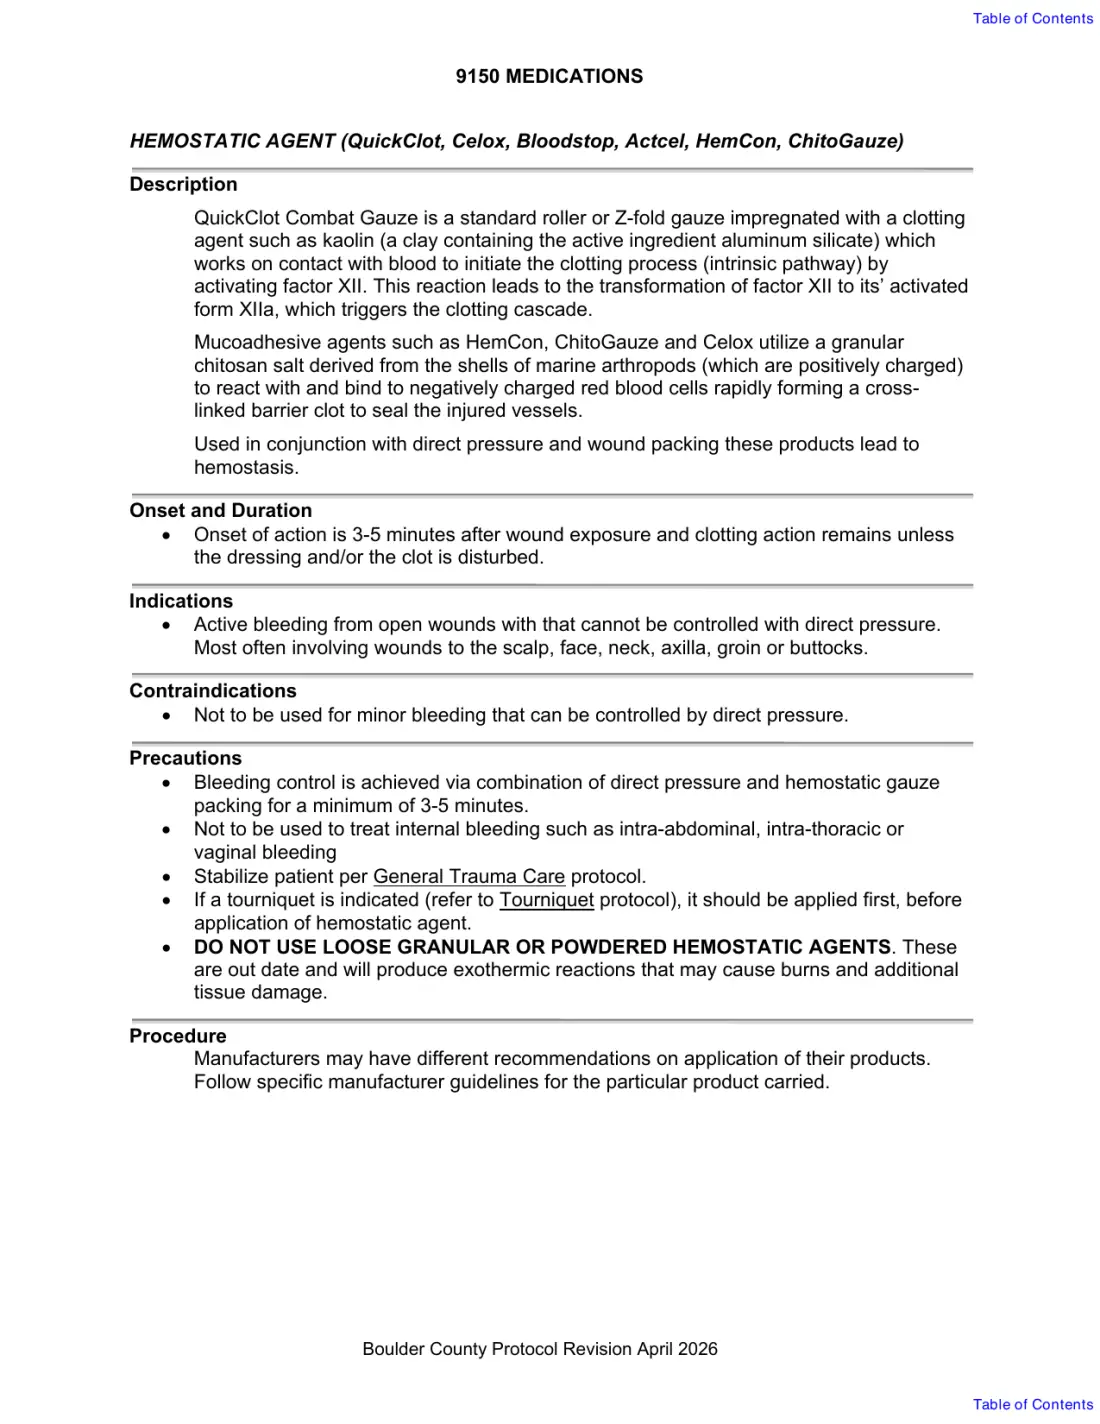 Table of Contents
9150 MEDICATIONS
HEMOSTATIC AGENT (QuickClot, Celox, Bloodstop, Actcel, HemCon, ChitoGauze)
Description
QuickClot Combat Gauze is a standard roller or Z-fold gauze impregnated with a clotting
agent such as kaolin (a clay containing the active ingredient aluminum silicate) which
works on contact with blood to initiate the clotting process (intrinsic pathway) by
activating factor XII. This reaction leads to the transformation of factor XII to its’ activated
form XIIa, which triggers the clotting cascade.
Mucoadhesive agents such as HemCon, ChitoGauze and Celox utilize a granular
chitosan salt derived from the shells of marine arthropods (which are positively charged)
to react with and bind to negatively charged red blood cells rapidly forming a cross-
linked barrier clot to seal the injured vessels.
Used in conjunction with direct pressure and wound packing these products lead to
hemostasis.
Onset and Duration
• Onset of action is 3-5 minutes after wound exposure and clotting action remains unless
the dressing and/or the clot is disturbed.
Indications
• Active bleeding from open wounds with that cannot be controlled with direct pressure.
Most often involving wounds to the scalp, face, neck, axilla, groin or buttocks.
Contraindications
• Not to be used for minor bleeding that can be controlled by direct pressure.
Precautions
• Bleeding control is achieved via combination of direct pressure and hemostatic gauze
packing for a minimum of 3-5 minutes.
• Not to be used to treat internal bleeding such as intra-abdominal, intra-thoracic or
vaginal bleeding
• Stabilize patient per General Trauma Care protocol.
• If a tourniquet is indicated (refer to Tourniquet protocol), it should be applied first, before
application of hemostatic agent.
• DO NOT USE LOOSE GRANULAR OR POWDERED HEMOSTATIC AGENTS. These
are out date and will produce exothermic reactions that may cause burns and additional
tissue damage.
Procedure
Manufacturers may have different recommendations on application of their products.
Follow specific manufacturer guidelines for the particular product carried.
Boulder County Protocol Revision April 2026
Table of Contents